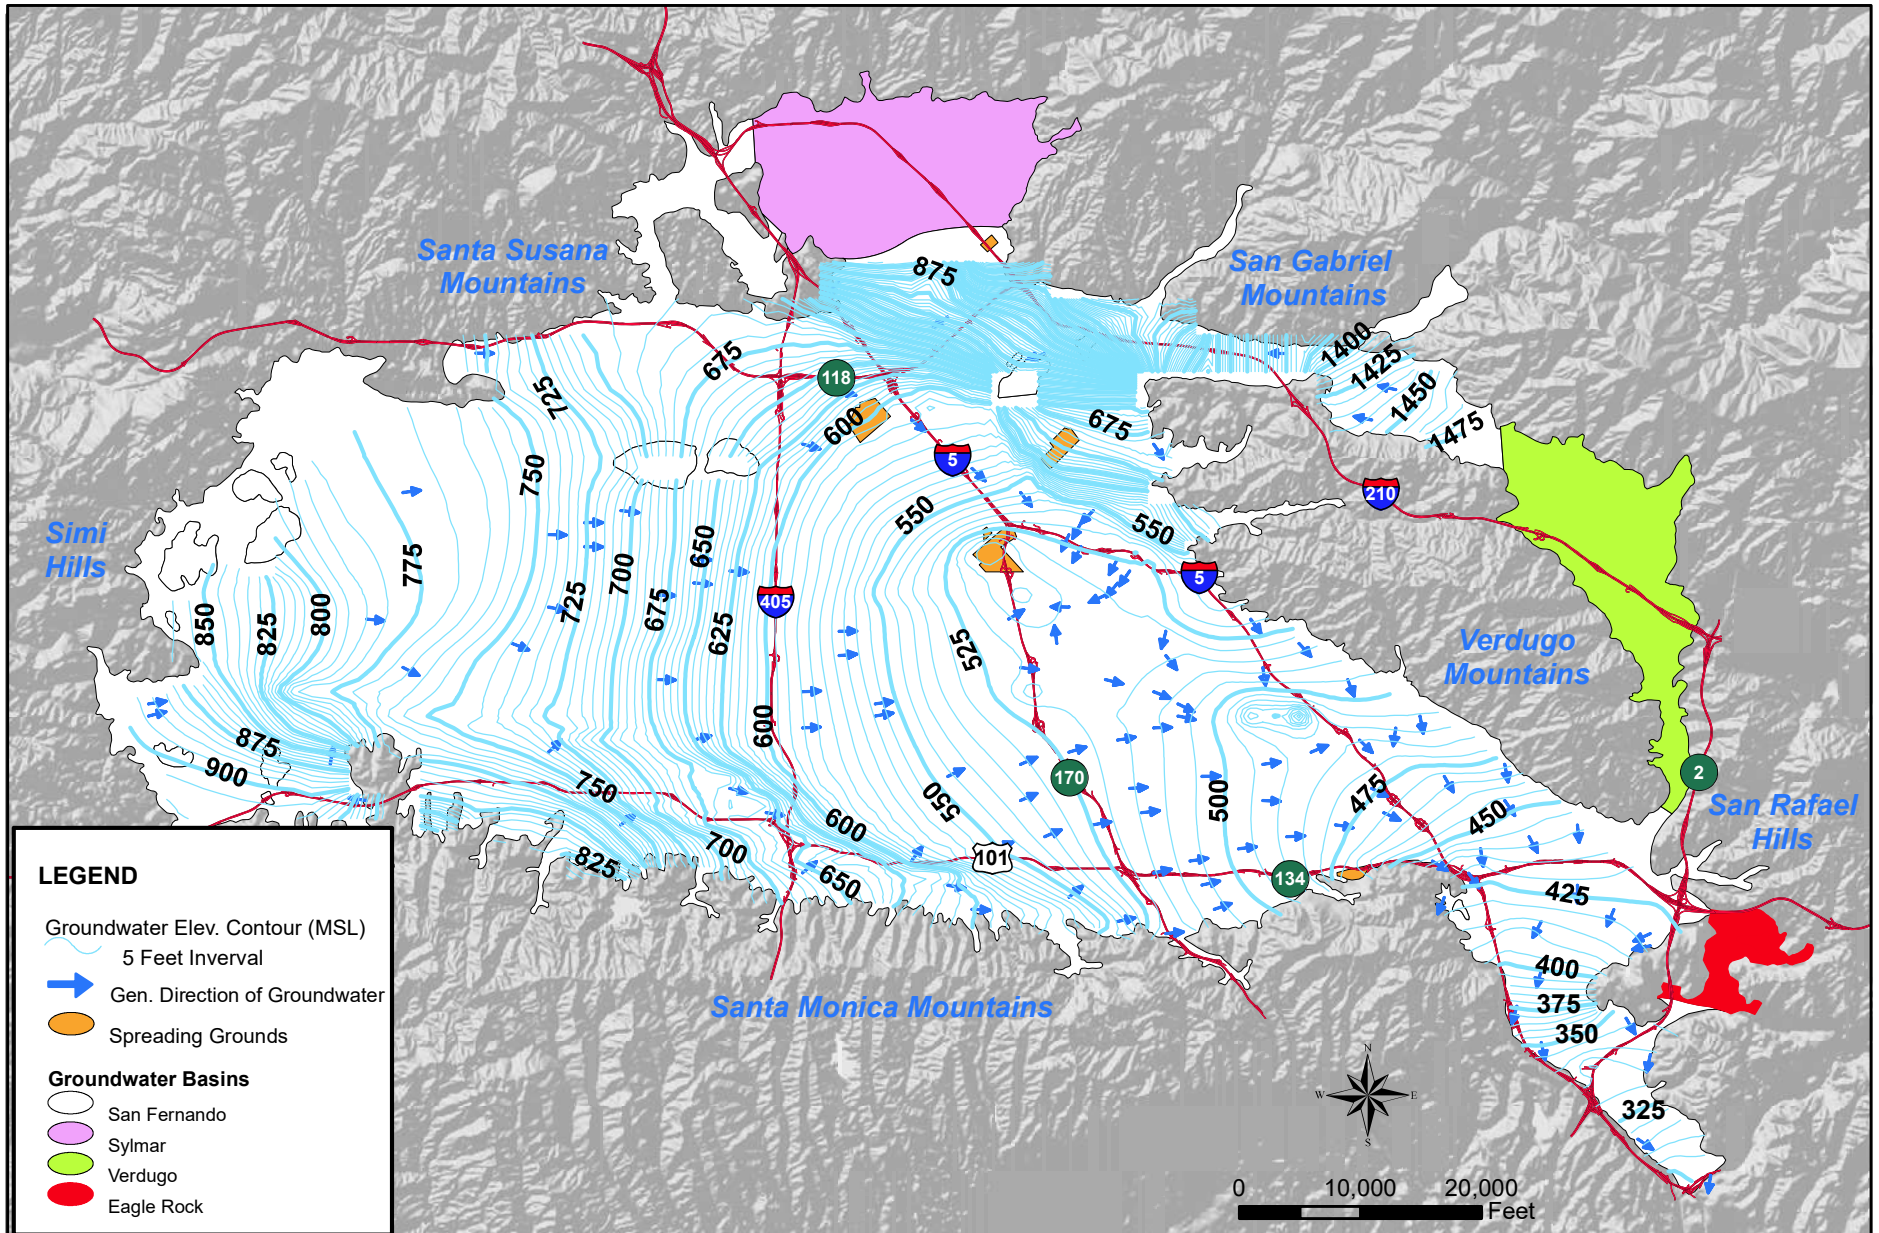 Santa Susana
Mountains
San Gabriel
Mountains
875
1400
1425
1450
1475
675
118
725
600
675
5
750
210
550
550
Simi
Hills
775
650
700
5
405
725
675
625
800
825
850
525
Verdugo
Mountains
600
875
900
750
170
2
550
500
475
450
San Rafael
Hills
600
101
700
825
650
134
425
LEGEND
Groundwater Elev. Contour (MSL)
5 Feet Inverval
Gen. Direction of Groundwater
Spreading Grounds
Groundwater Basins
San Fernando
Sylmar
Verdugo
Eagle Rock
400
375
350
Santa Monica Mountains
N
W E
S
325
0 10,000 20,000
Feet